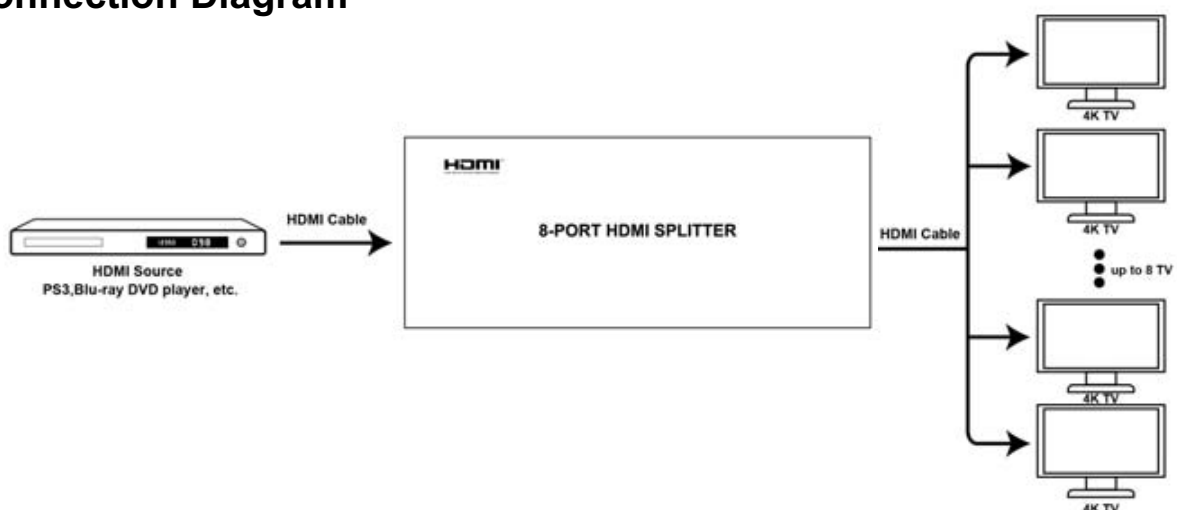 onnection Diagram
4K TV
HDMI
HDMI Cable
8-PORT HDMI SPLITTER
HDMI Cable
4K TV
up to 8 TV
HDMI Source
PS3,Blu-ray DVD player, etc.
4K TV
4K TV